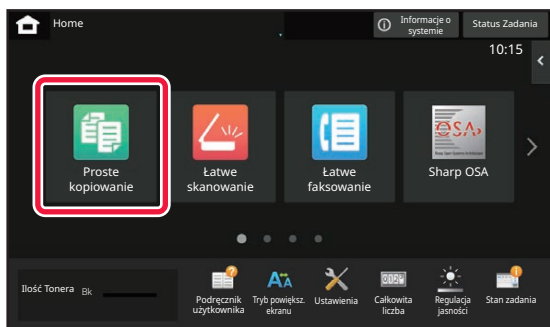 Home
Informacje o
systemie
Status Zadania
10:15
Proste
kopiowanie
Łatwe
skanowanie
Łatwe
faksowanie
OSA
Sharp OSA
Ilość Tonera Bk
Podręcznik
użytkownika
Tryb powiększ.
ekranu
Ustawienia
Całkowita
liczba
Regulacja
jasności
Stan zadania